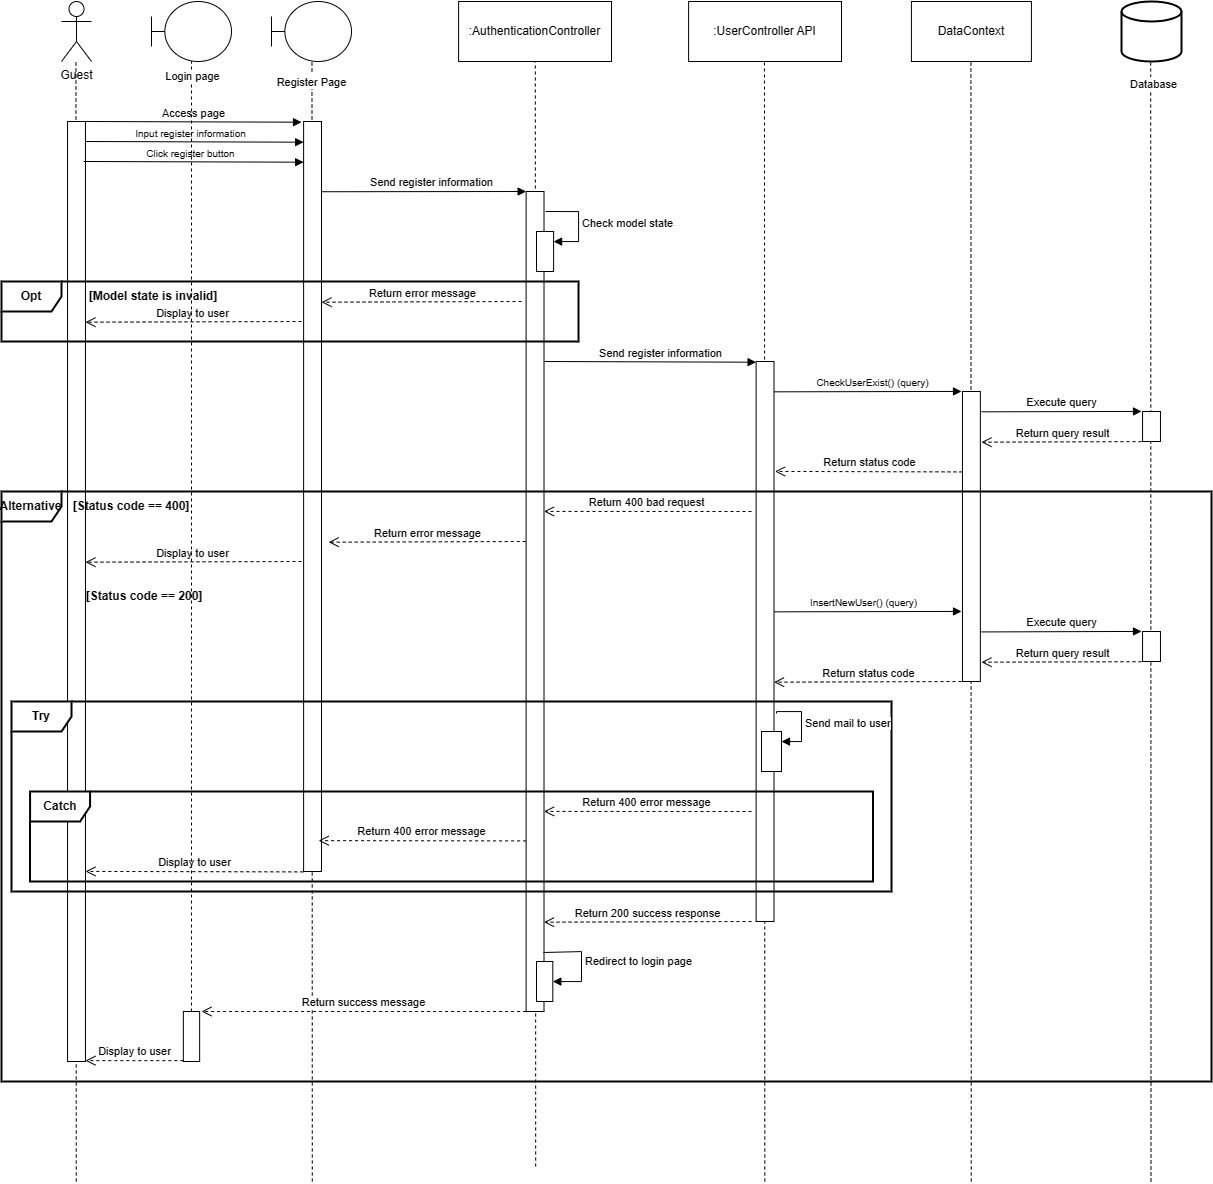 :AuthenticationController
:UserController API
DataContext
Guest
Login page
Register Page
Database
Access page
Input register information
Click register button
Send register information
Check model state
Opt
[Model state is invalid]
Return error message
Display to user
Send register information
CheckUserExist() (query)
Execute query
Return query result
Return status code
Alternative
[Status code == 400]
Return 400 bad request
Return error message
Display to user
[Status code == 200]
InsertNewUser() (query)
Execute query
Return query result
Return status code
Try
Send mail to user
Catch
Return 400 error message
Return 400 error message
Display to user
Return 200 success response
Redirect to login page
Return success message
Display to user